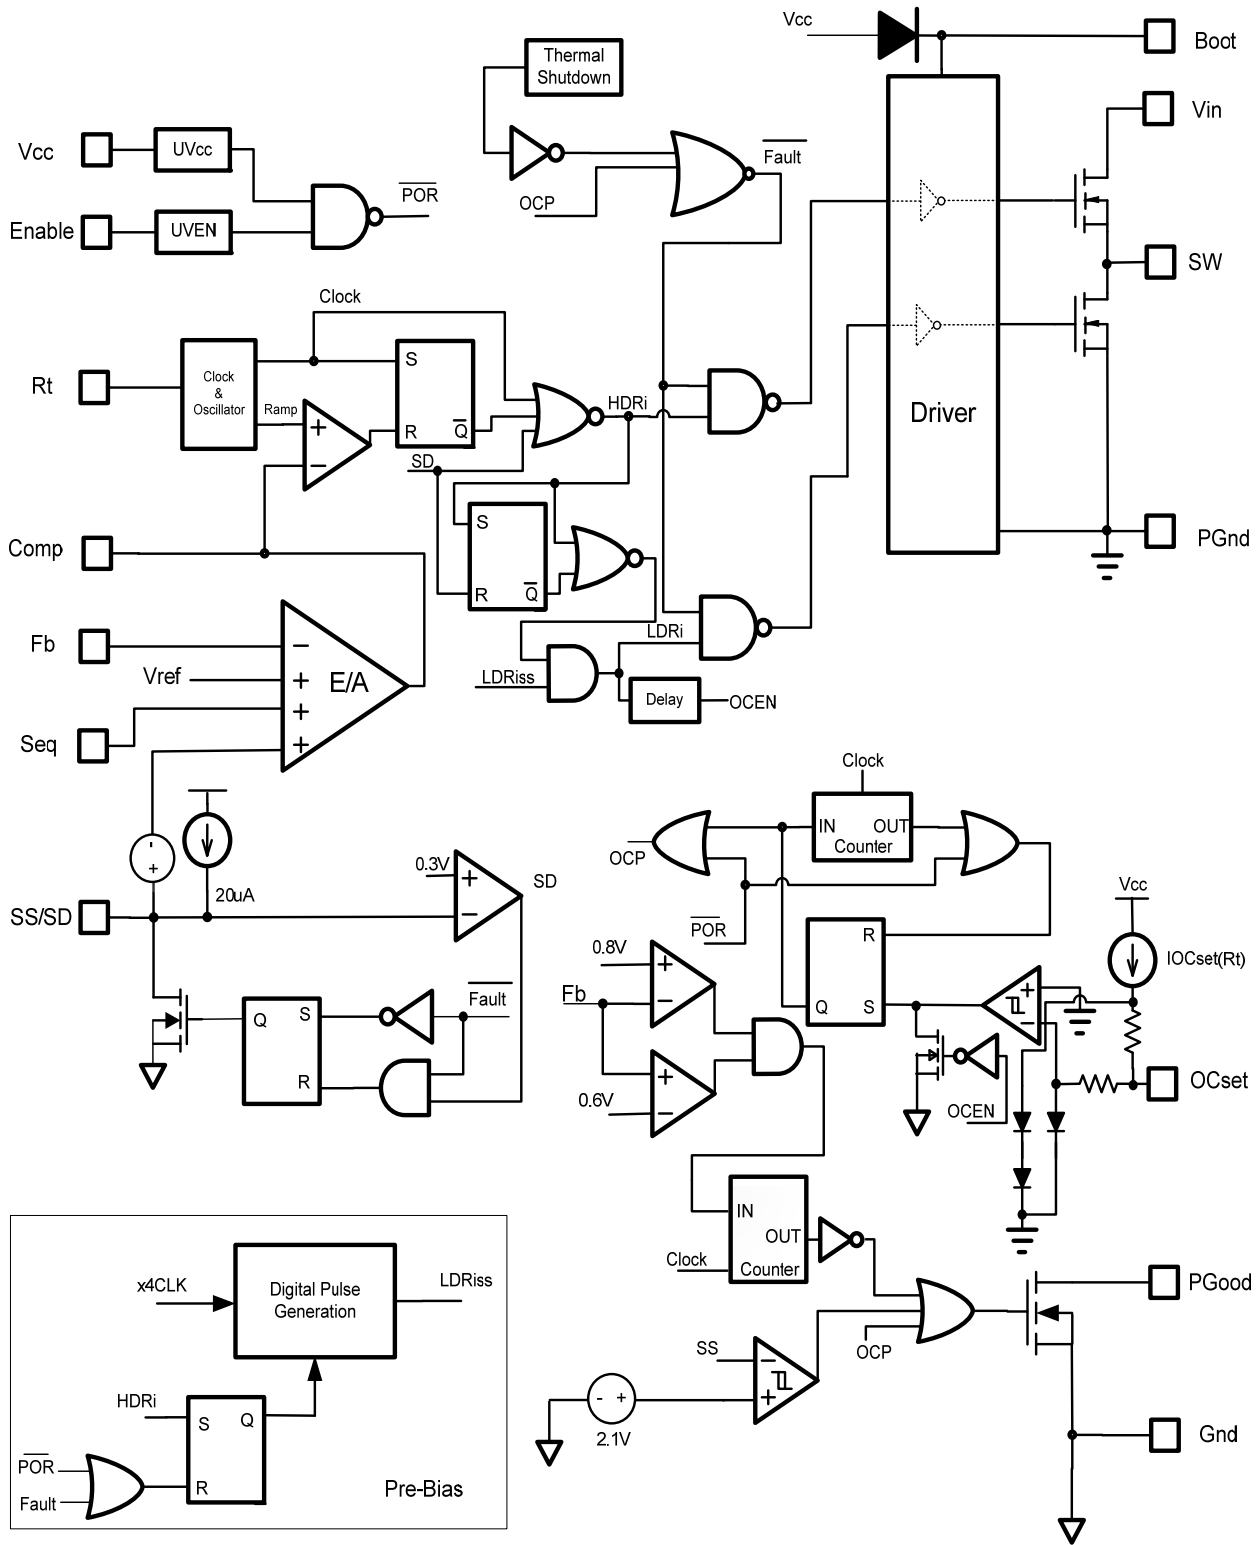 Vcc
Boot
Thermal
Shutdown
Vin
Vcc
UVcc
Fault
POR
OCP
Enable
UVEN
SW
Clock
Rt
Clock
&
Oscillator
Ramp
+
−
S
R
Q
HDRi
Driver
SD
S
R
Q
Comp
PGnd
Fb
Vref
Seq
−
+
+
+
E/A
LDRi
LDRiss
Delay
OCEN
Clock
IN
OUT
Counter
OCP
-
+
20uA
0.3V
+
−
SD
SS/SD
POR
Vcc
IOCset(Rt)
R
Q
S
0.8V
Fb
+
−
+
−
0.6V
+
−
OCset
OCEN
Fault
Q
S
R
IN
OUT
Counter
Clock
PGood
x4CLK
Digital Pulse
Generation
LDRiss
SS
−
+
OCP
- +
2.1V
Gnd
HDRi
S
Q
R
POR
Fault
Pre-Bias